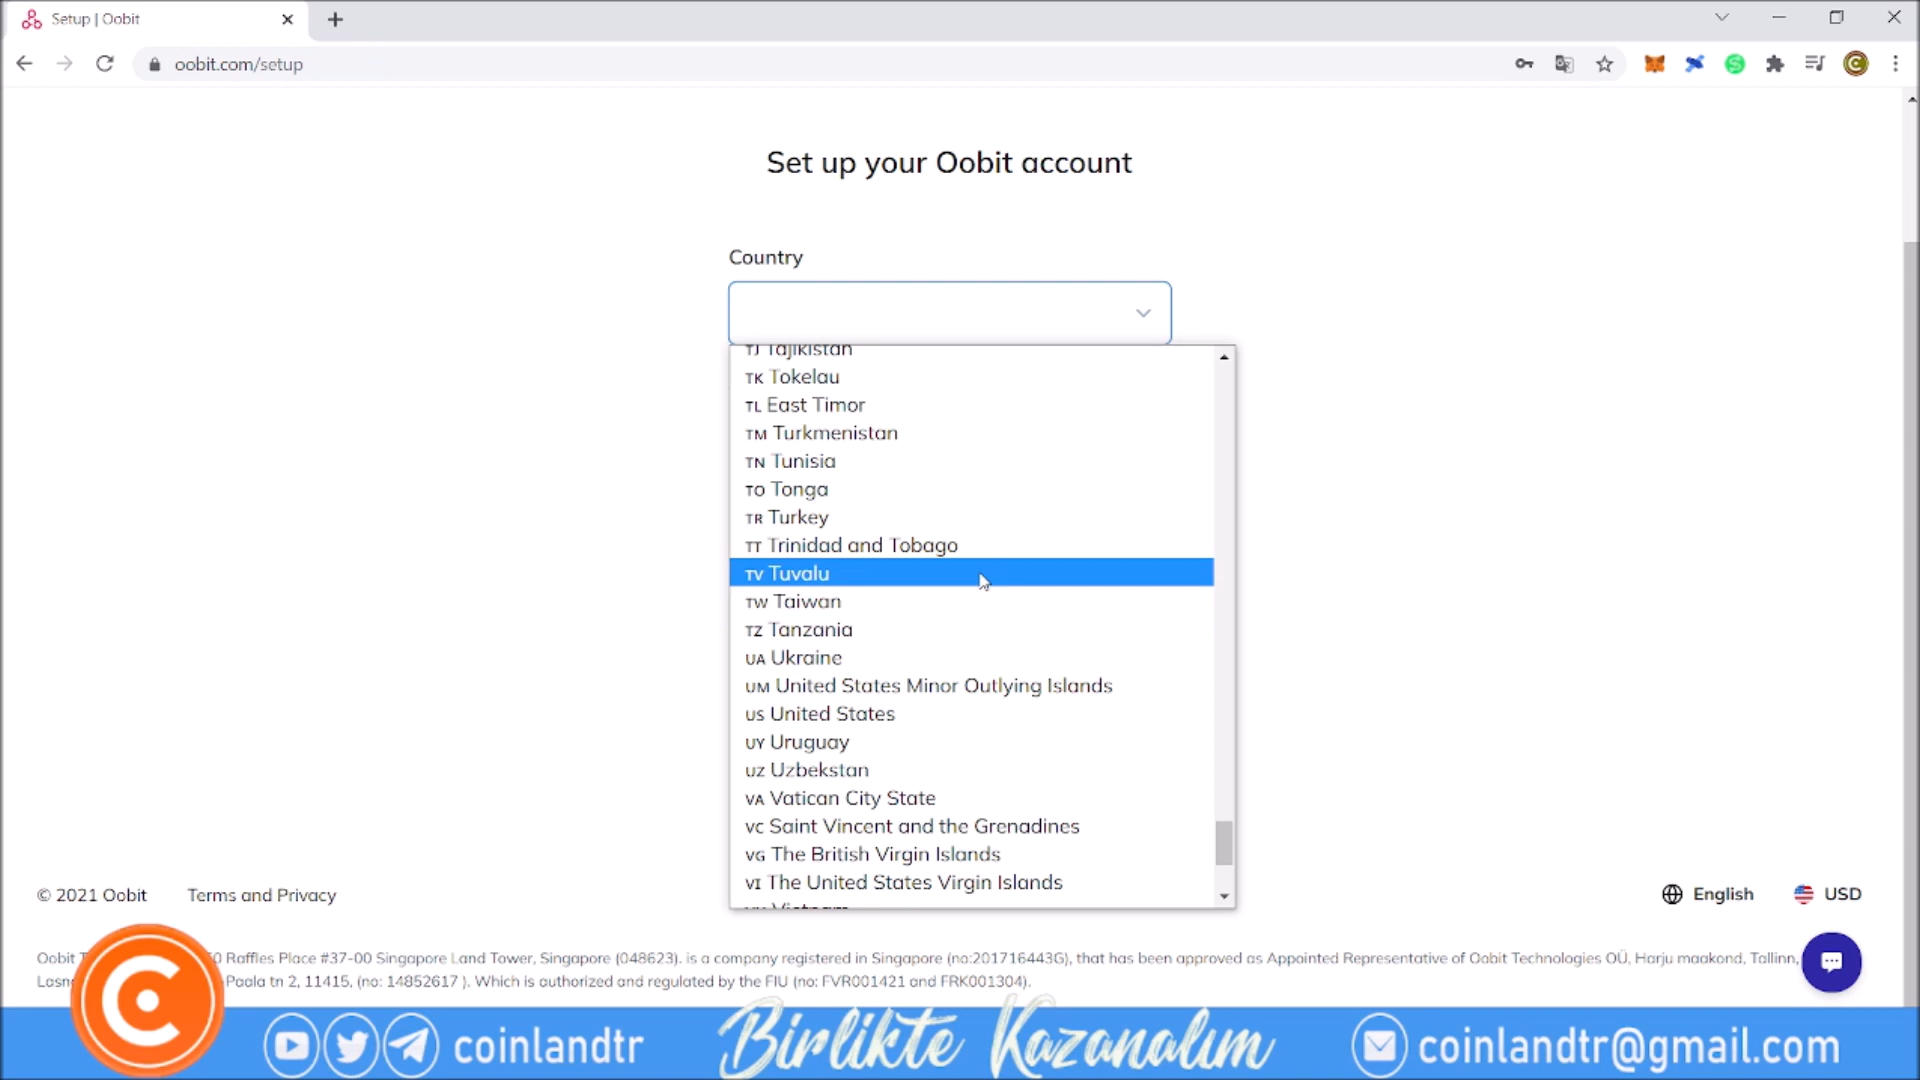 Setup | Oobit
oobit.com/setup
Set up your Oobit account
Country
TJ Tajikistan
TK Tokelau
TL East Timor
TM Turkmenistan
TN Tunisia
TO Tonga
TR Turkey
TT Trinidad and Tobago
TV Tuvalu
TW Taiwan
TZ Tanzania
UA Ukraine
UM United States Minor Outlying Islands
US United States
UY Uruguay
UZ Uzbekstan
VA Vatican City State
VC Saint Vincent and the Grenadines
VG The British Virgin Islands
VI The United States Virgin Islands
Vietnam
© 2021 Oobit Terms and Privacy English USD
Oobit Raffles Place #37-00 Singapore Land Tower, Singapore (048623). is a company registered in Singapore (no:201716443G), that has been approved as Appointed Representative of Oobit Technologies OÜ, Harju maakond, Tallinn,
Paala tn 2, 11415, (no: 14852617 ). Which is authorized and regulated by the FIU (no: FVR001421 and FRK001304).
coinlandtr Birlikte Kazanalım coinlandtr@gmail.com